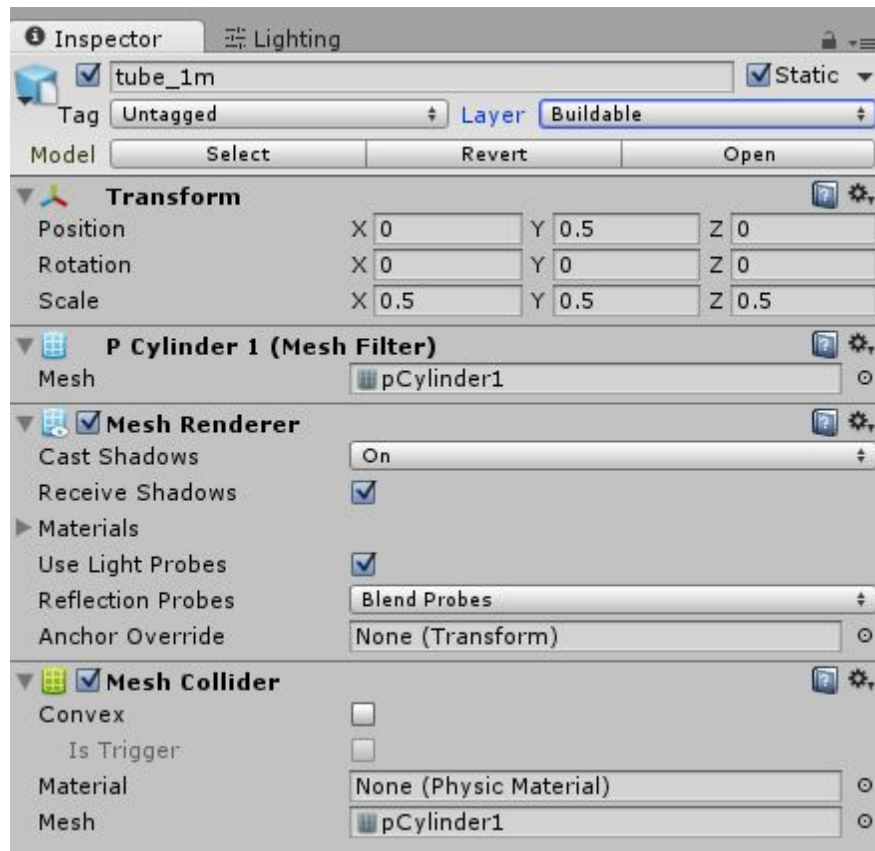 Inspector Lighting
tube_1m Static
Tag Untagged Layer Buildable
Model Select Revert Open
Transform
Position X 0 Y 0.5 Z 0
Rotation X 0 Y 0 Z 0
Scale X 0.5 Y 0.5 Z 0.5
P Cylinder 1 (Mesh Filter)
Mesh pCylinder1
Mesh Renderer
Cast Shadows On
Receive Shadows
Materials
Use Light Probes
Reflection Probes Blend Probes
Anchor Override None (Transform)
Mesh Collider
Convex
Is Trigger
Material None (Physic Material)
Mesh pCylinder1